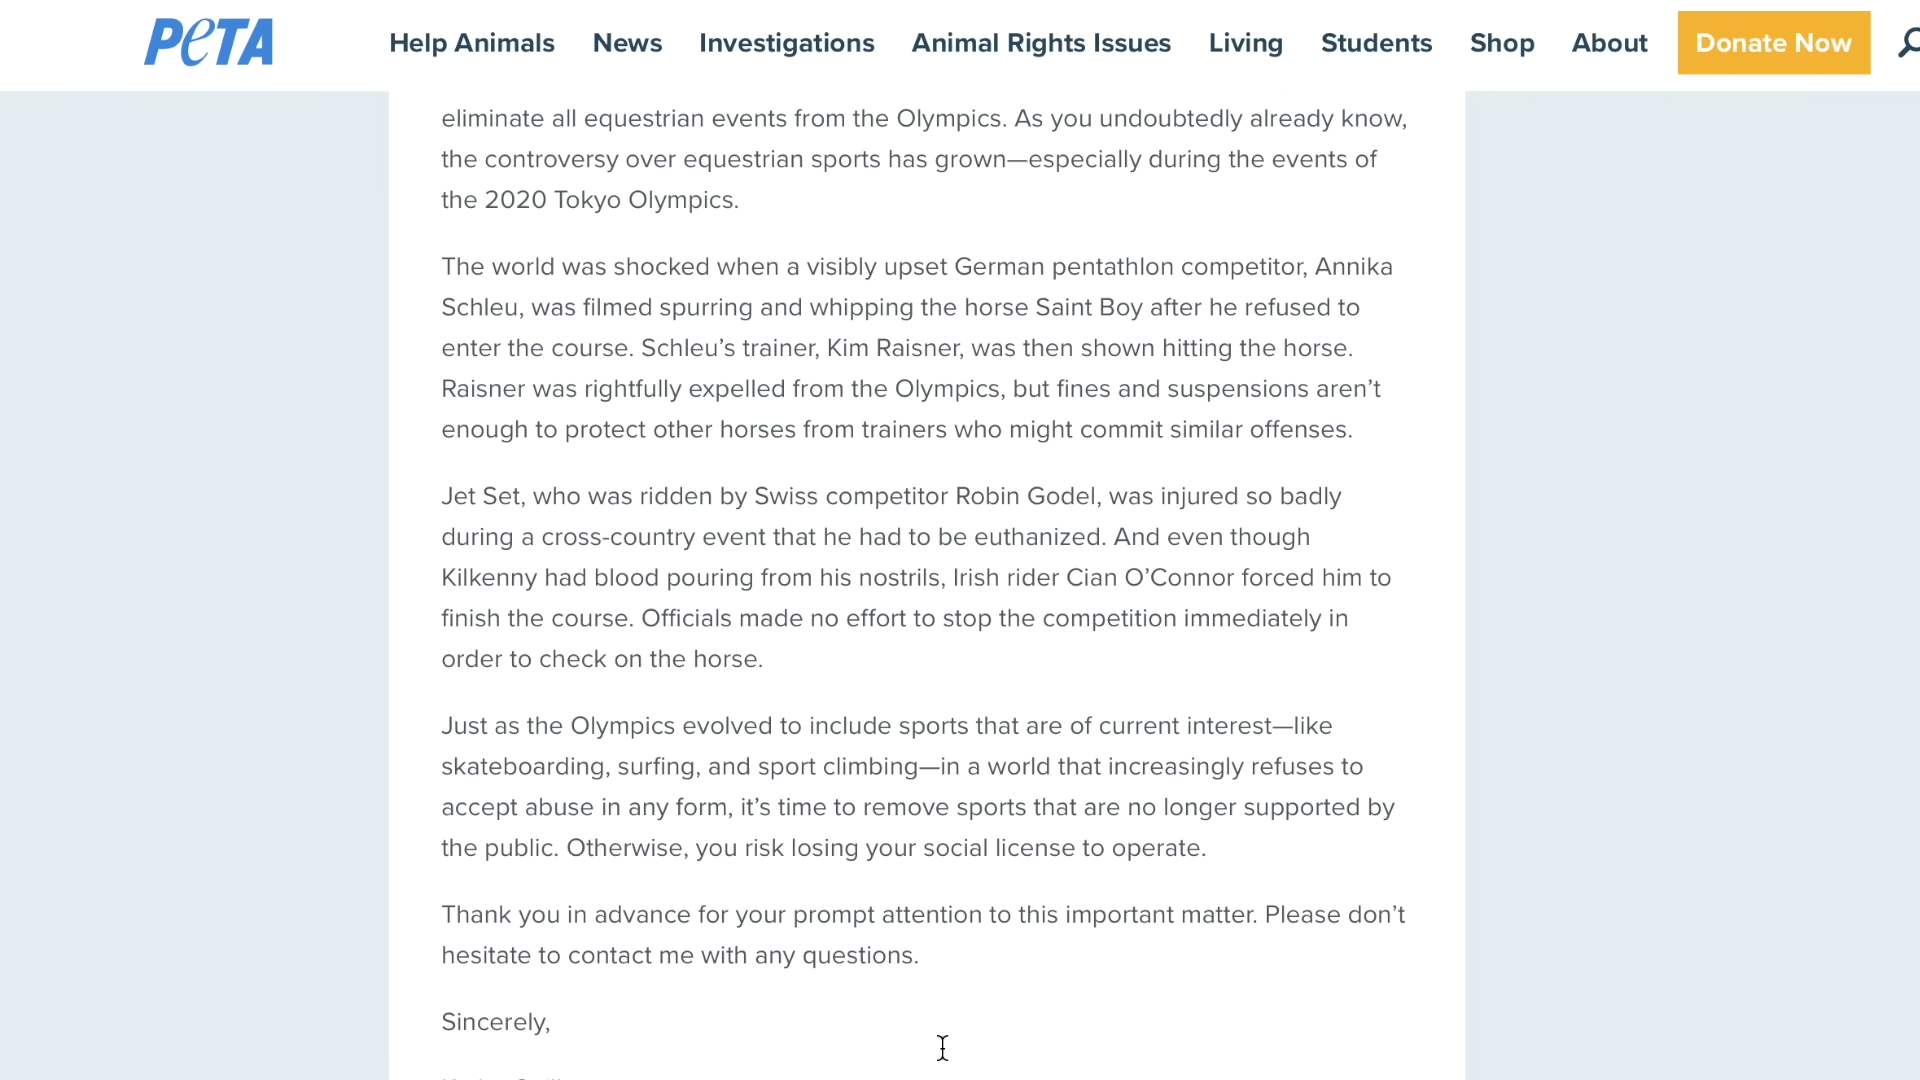 PETA
Help Animals News Investigations Animal Rights Issues Living Students Shop About Donate Now
eliminate all equestrian events from the Olympics. As you undoubtedly already know,
the controversy over equestrian sports has grown—especially during the events of
the 2020 Tokyo Olympics.
The world was shocked when a visibly upset German pentathlon competitor, Annika
Schleu, was filmed spurring and whipping the horse Saint Boy after he refused to
enter the course. Schleu’s trainer, Kim Raisner, was then shown hitting the horse.
Raisner was rightfully expelled from the Olympics, but fines and suspensions aren’t
enough to protect other horses from trainers who might commit similar offenses.
Jet Set, who was ridden by Swiss competitor Robin Godel, was injured so badly
during a cross-country event that he had to be euthanized. And even though
Kilkenny had blood pouring from his nostrils, Irish rider Cian O’Connor forced him to
finish the course. Officials made no effort to stop the competition immediately in
order to check on the horse.
Just as the Olympics evolved to include sports that are of current interest—like
skateboarding, surfing, and sport climbing—in a world that increasingly refuses to
accept abuse in any form, it’s time to remove sports that are no longer supported by
the public. Otherwise, you risk losing your social license to operate.
Thank you in advance for your prompt attention to this important matter. Please don’t
hesitate to contact me with any questions.
Sincerely,